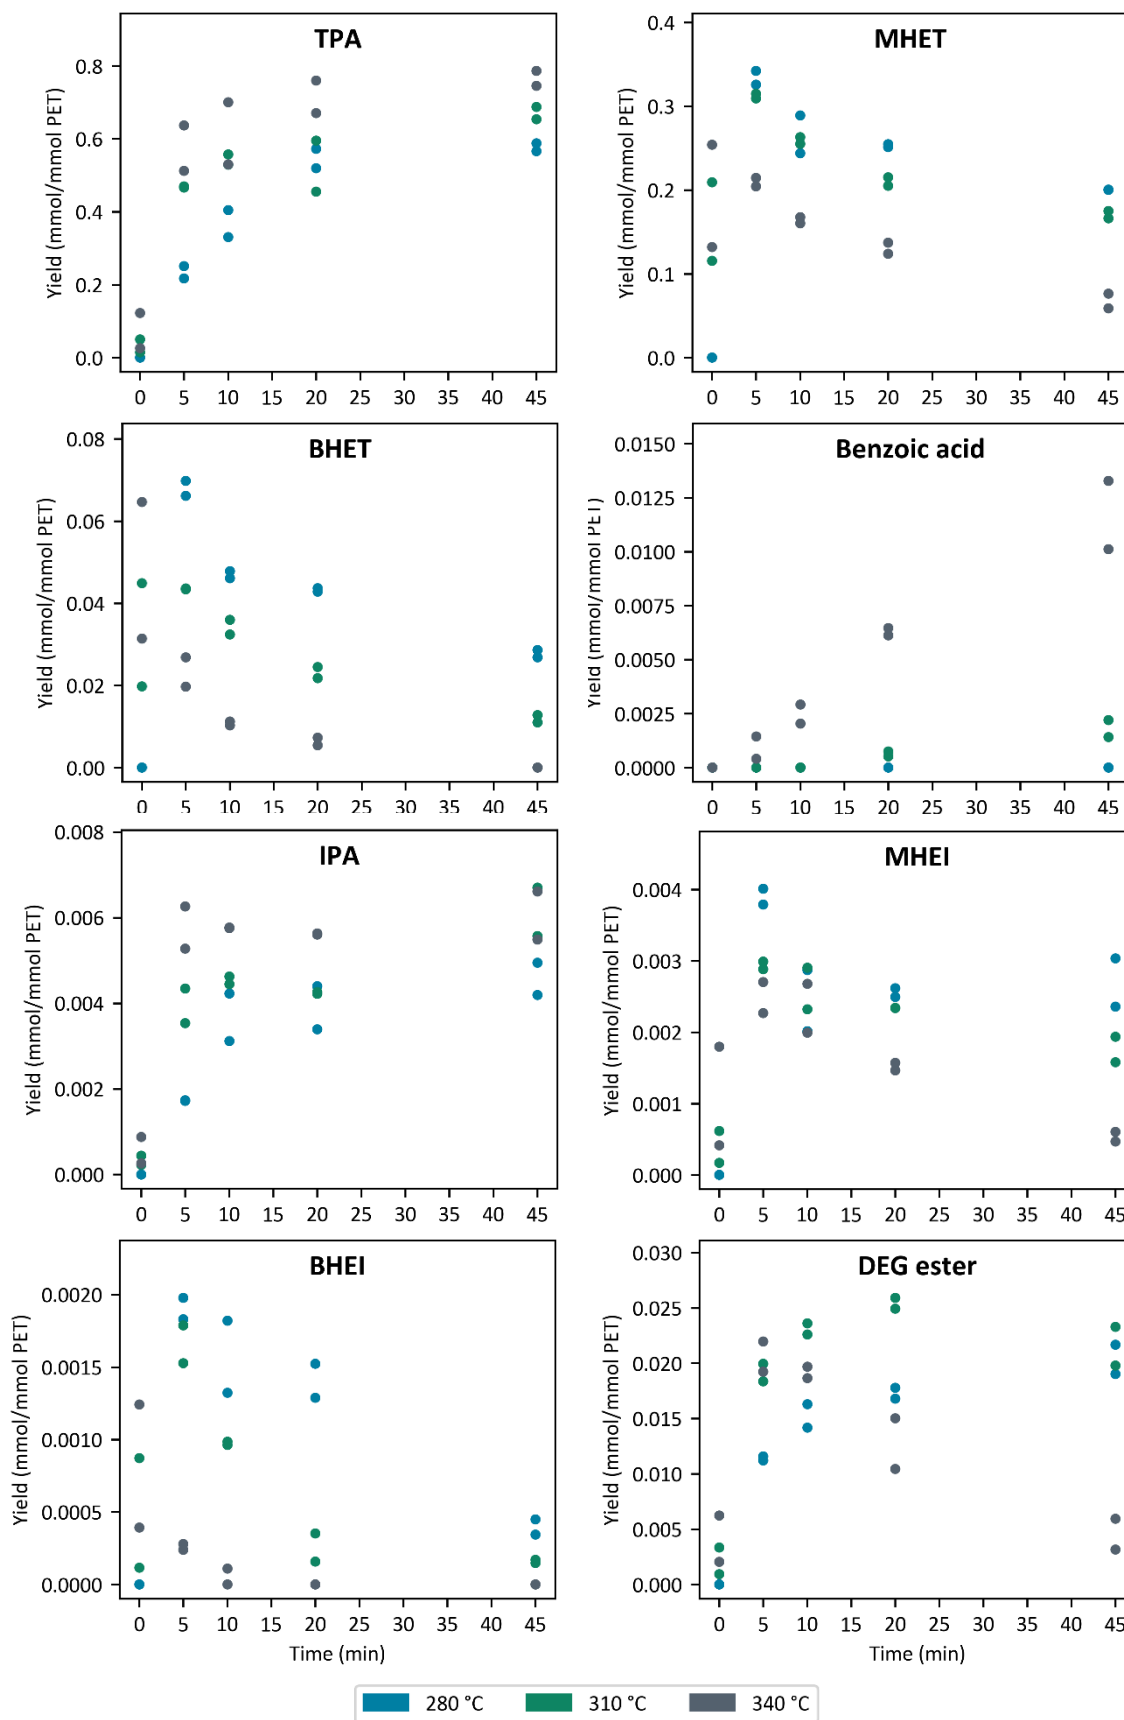 TPA
Yield (mmol/mmol PET)
0.8
0.6
0.4
0.2
0.0
0 5 10 15 20 25 30 35 40 45
MHET
Yield (mmol/mmol PET)
0.4
0.3
0.2
0.1
0.0
0 5 10 15 20 25 30 35 40 45
BHET
Yield (mmol/mmol PET)
0.08
0.06
0.04
0.02
0.00
0 5 10 15 20 25 30 35 40 45
Benzoic acid
Yield (mmol/mmol PET)
0.0150
0.0125
0.0100
0.0075
0.0050
0.0025
0.0000
0 5 10 15 20 25 30 35 40 45
IPA
Yield (mmol/mmol PET)
0.008
0.006
0.004
0.002
0.000
0 5 10 15 20 25 30 35 40 45
MHEI
Yield (mmol/mmol PET)
0.004
0.003
0.002
0.001
0.000
0 5 10 15 20 25 30 35 40 45
BHEI
Yield (mmol/mmol PET)
0.0020
0.0015
0.0010
0.0005
0.0000
0 5 10 15 20 25 30 35 40 45
Time (min)
DEG ester
Yield (mmol/mmol PET)
0.030
0.025
0.020
0.015
0.010
0.005
0.000
0 5 10 15 20 25 30 35 40 45
Time (min)
280 °C 310 °C 340 °C